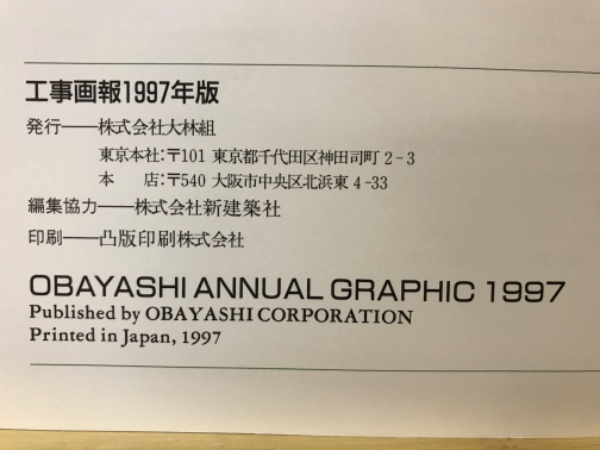 工事画報1997年版
発行——株式会社大林組
東京本社:〒101 東京都千代田区神田司町2-3
本　店:〒540 大阪市中央区北浜東4-33
編集協力——株式会社新建築社
印刷——凸版印刷株式会社
OBAYASHI ANNUAL GRAPHIC 1997
Published by OBAYASHI CORPORATION
Printed in Japan, 1997